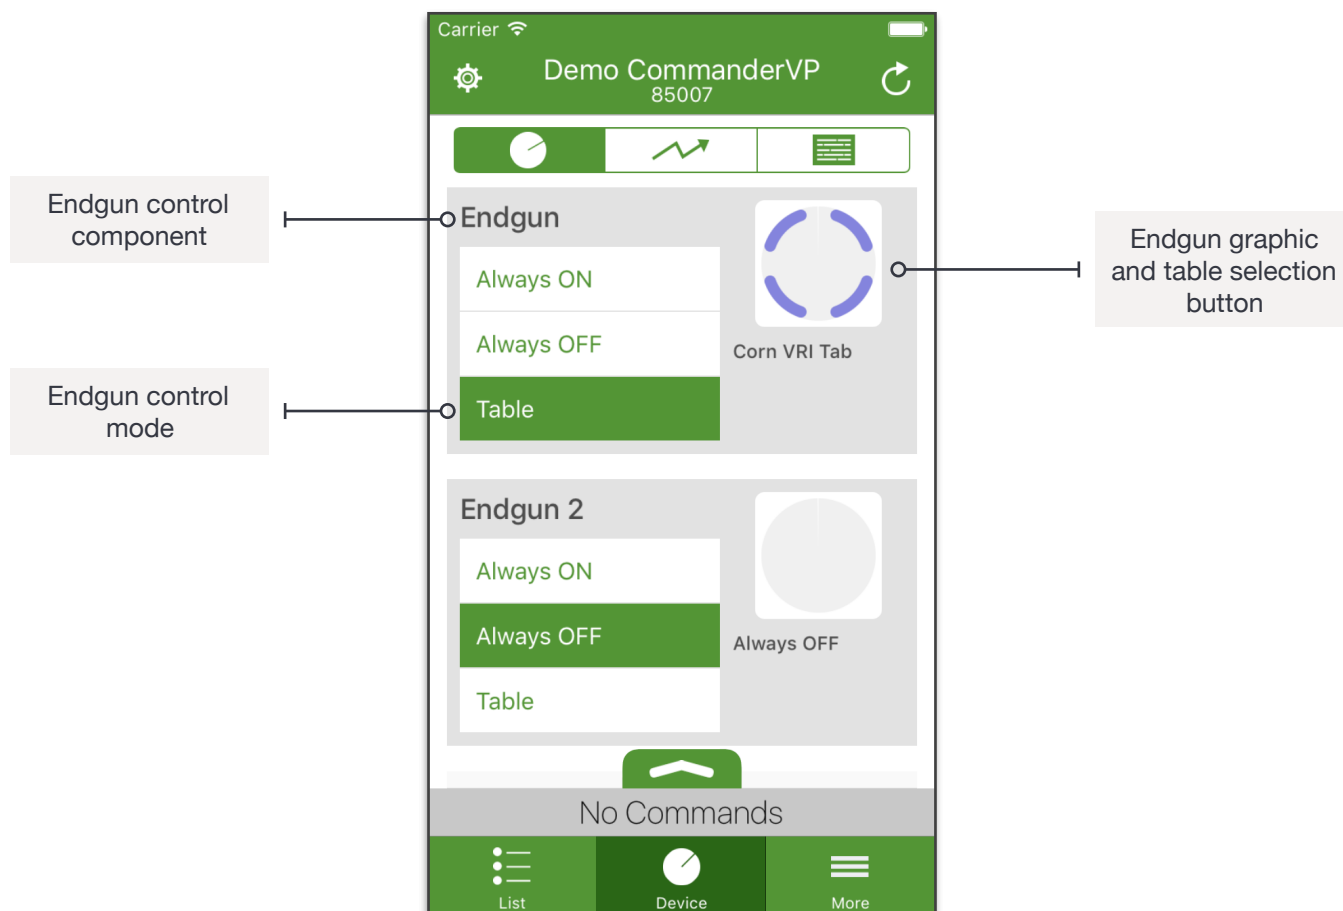 Carrier
Demo CommanderVP
85007
Endgun control
component
Endgun
Always ON
Always OFF
Table
Corn VRI Tab
Endgun graphic
and table selection
button
Endgun control
mode
Endgun 2
Always ON
Always OFF
Table
Always OFF
No Commands
List
Device
More